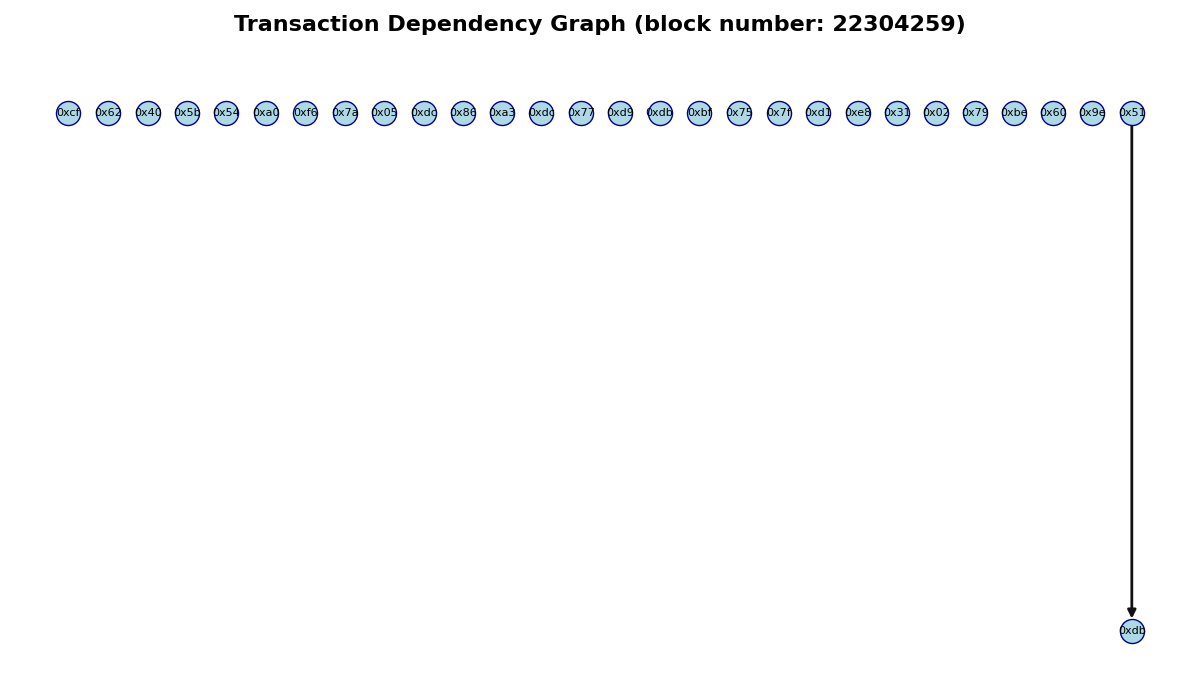 Transaction Dependency Graph (block number: 22304259)
0xcf 0x62 0x40 0x5b 0x54 0xa0 0xf6 0x7a 0x05 0xdc 0x86 0xa3 0xdc 0x77 0xd9 0xdb 0xbf 0x75 0x7f 0xd1 0xe8 0x31 0x02 0x79 0xbe 0x60 0x9e 0x51
0xdb